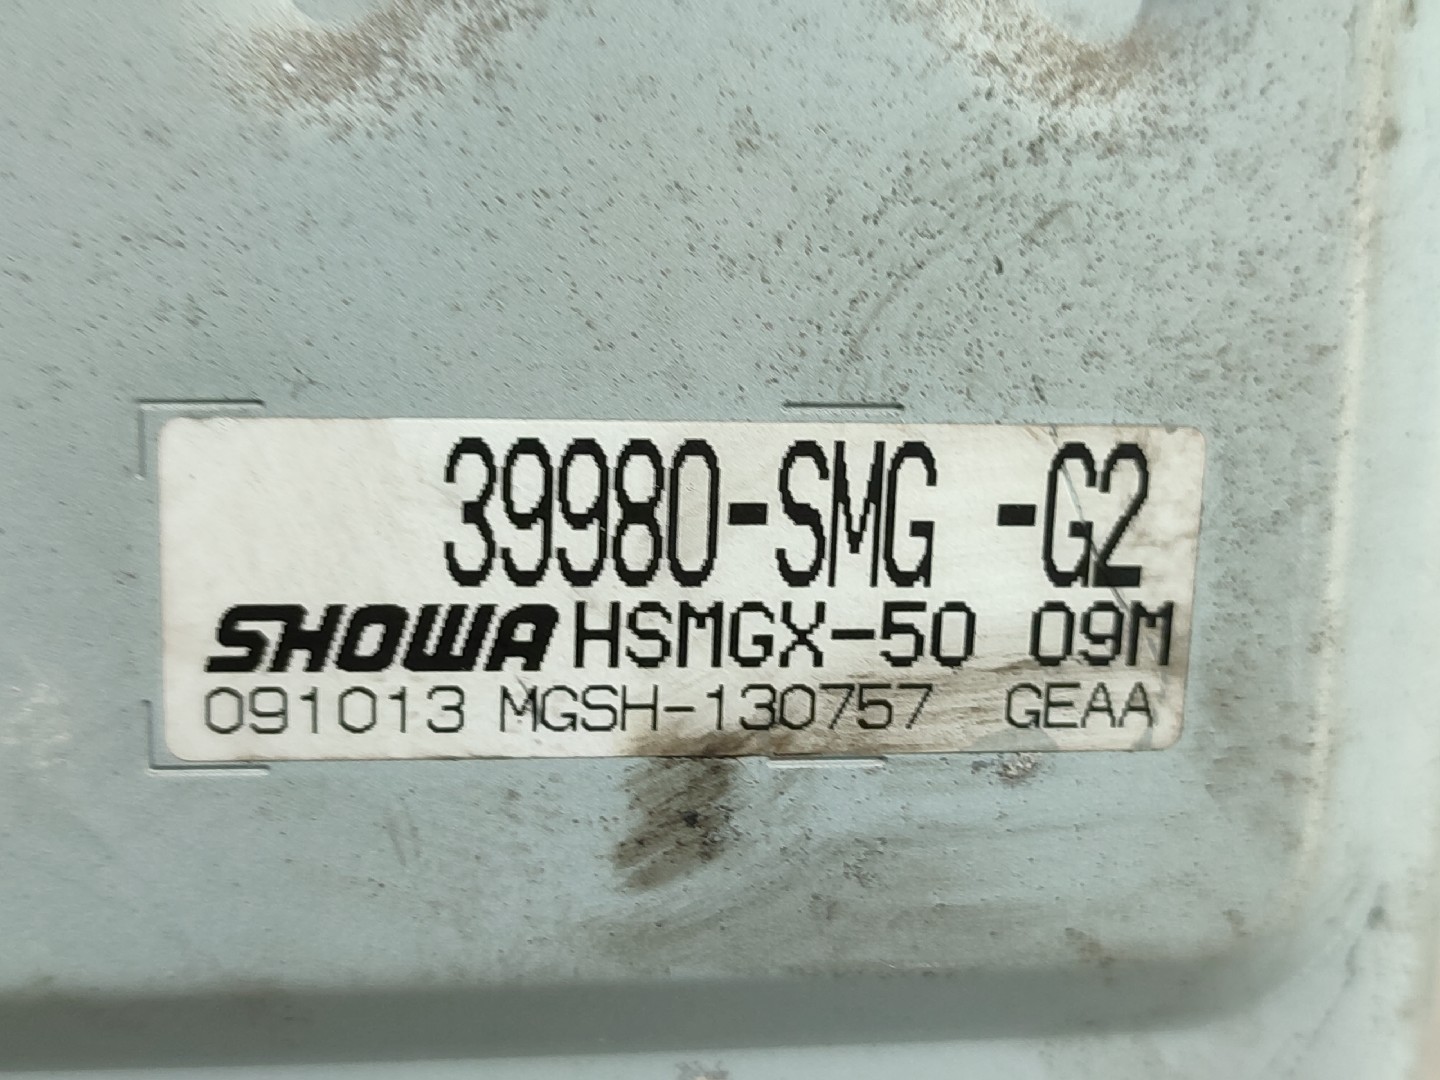 39980-SMG -G2
SHOWA HSMGX-50 09M
091013 MGSH-130757 GEAA